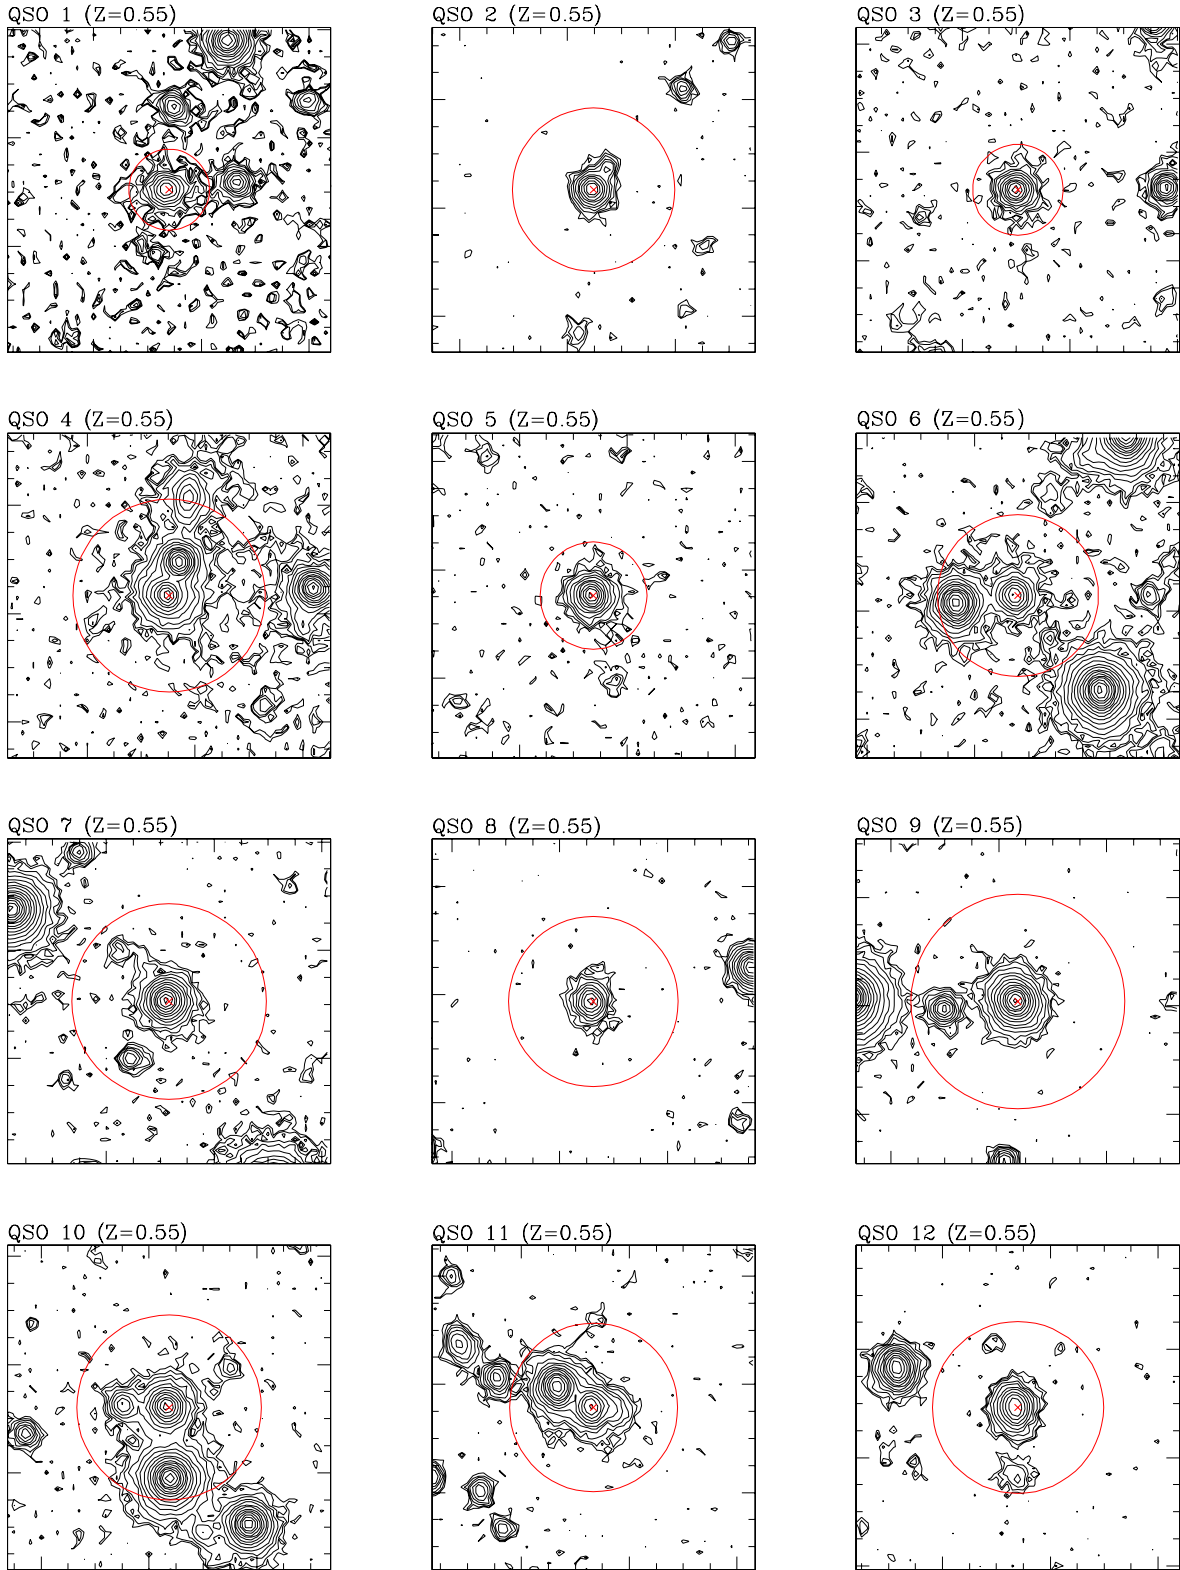 QSO 1 (Z=0.55)
QSO 2 (Z=0.55)
QSO 3 (Z=0.55)
QSO 4 (Z=0.55)
QSO 5 (Z=0.55)
QSO 6 (Z=0.55)
QSO 7 (Z=0.55)
QSO 8 (Z=0.55)
QSO 9 (Z=0.55)
QSO 10 (Z=0.55)
QSO 11 (Z=0.55)
QSO 12 (Z=0.55)